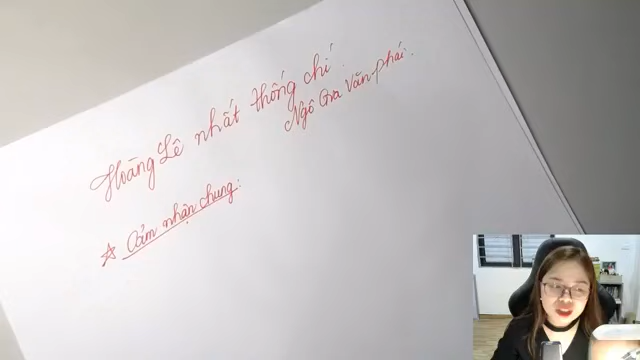 Hoàng Lê nhất thống chí
Ngô Gia Văn Phái.
☆ Cảm nhận chung: